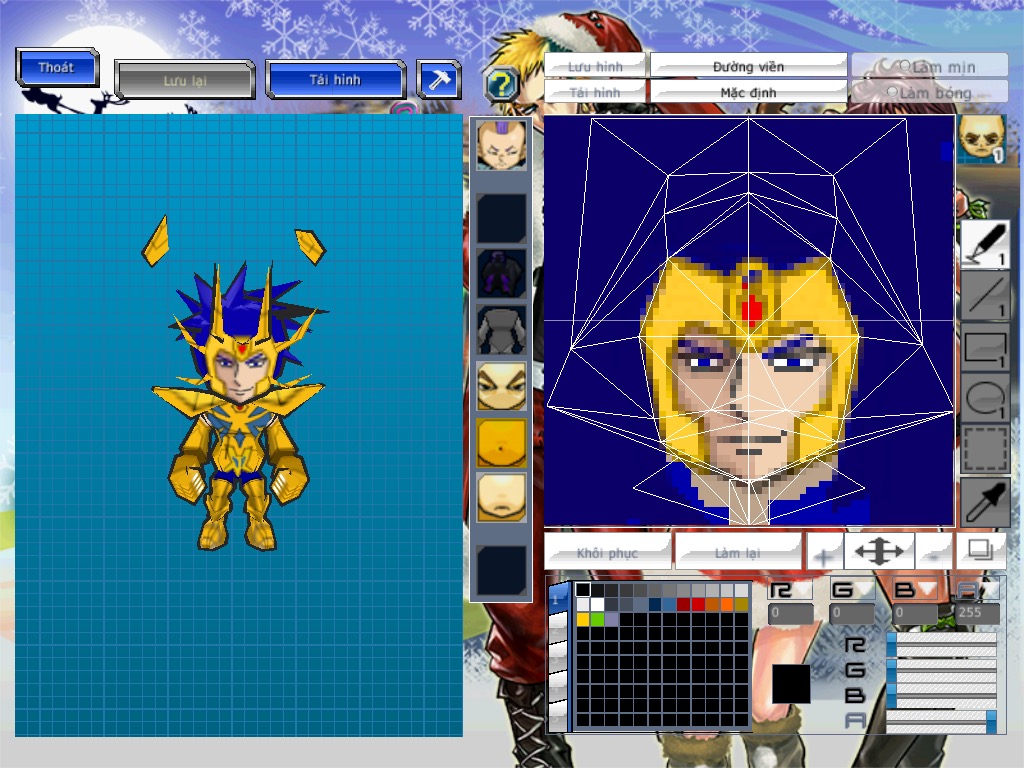 Thoát
Lưu lại
Tải hình
?
Lưu hình
Đường viền
Làm mịn
Tải hình
Mặc định
Làm bóng
1
1
1
1
1
Khôi phục
Làm lại
+
-
1
R
G
B
A
0
0
0
255
R
G
B
A